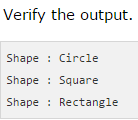 Verify the output.
Shape : Circle
Shape : Square
Shape : Rectangle